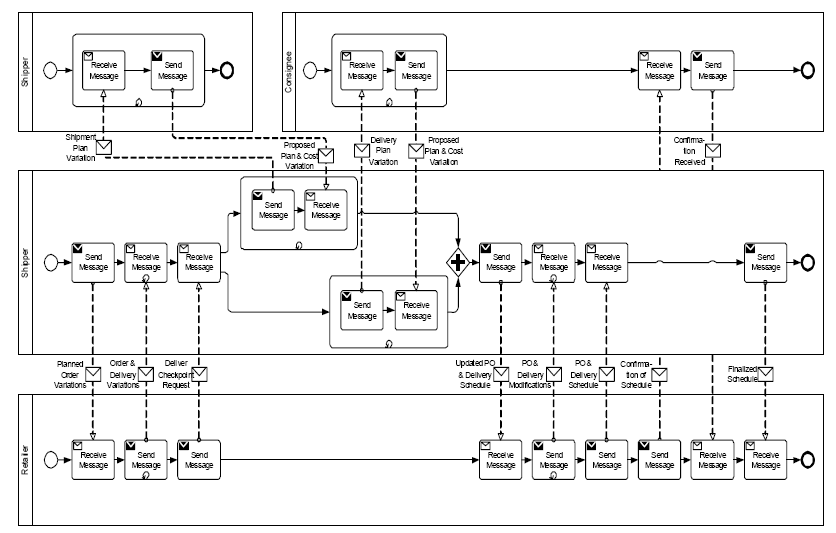 Shipper
Receive
Message
Send
Message
Consignee
Receive
Message
Send
Message
Receive
Message
Send
Message
Shipment
Plan
Variation
Proposed
Plan & Cost
Variation
Delivery
Plan
Variation
Proposed
Plan & Cost
Variation
Confirma-
tion
Received
Shipper
Send
Message
Receive
Message
Send
Message
Receive
Message
Receive
Message
Send
Message
Receive
Message
Send
Message
Receive
Message
Receive
Message
Send
Message
Planned
Order
Variations
Order &
Delivery
Variations
Deliver
Checkpoint
Request
Updated PO
& Delivery
Schedule
PO &
Delivery
Modifications
PO &
Delivery
Schedule
Confirma-
tion of
Schedule
Finalized
Schedule
Retailer
Receive
Message
Send
Message
Send
Message
Receive
Message
Send
Message
Send
Message
Send
Message
Receive
Message
Receive
Message